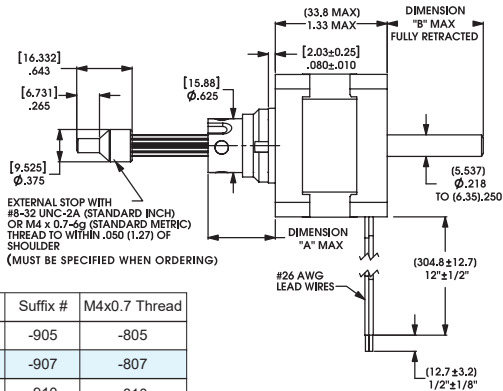 (33.8 MAX)
1.33 MAX
DIMENSION
"B" MAX
FULLY RETRACTED
[16.332]
.643
[2.03±0.25]
.080±.010
[6.731]
.265
[15.88]
Ø.625
[9.525]
Ø.375
(5.537)
Ø.218
TO (6.35).250
EXTERNAL STOP WITH
#8-32 UNC-2A (STANDARD INCH)
OR M4 x 0.7-6g (STANDARD METRIC)
THREAD TO WITHIN .050 (1.27) OF
SHOULDER
(MUST BE SPECIFIED WHEN ORDERING)
DIMENSION
"A" MAX
#26 AWG
LEAD WIRES
(304.8±12.7)
12"±1/2"
(12.7±3.2)
1/2"±1/8"
Suffix # M4x0.7 Thread
-905 -805
-907 -807